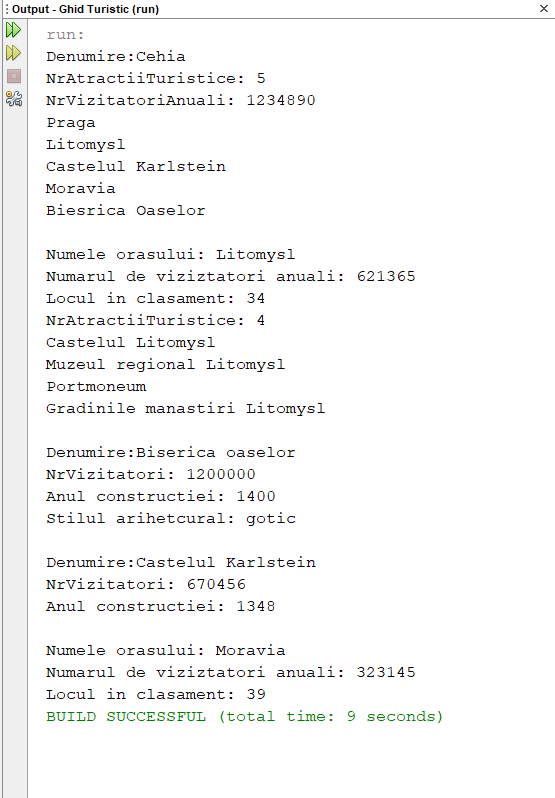 Output - Ghid Turistic (run)
run:
Denumire:Cehia
NrAtractiiTuristice: 5
NrVizitatoriAnuali: 1234890
Praga
Litomysl
Castelul Karlstein
Moravia
Biesrica Oaselor
Numele orasului: Litomysl
Numarul de viziztatori anuali: 621365
Locul in clasament: 34
NrAtractiiTuristice: 4
Castelul Litomysl
Muzeul regional Litomysl
Portmoneum
Gradinile manastiri Litomysl
Denumire:Biserica oaselor
NrVizitatori: 1200000
Anul constructiei: 1400
Stilul arihetcural: gotic
Denumire:Castelul Karlstein
NrVizitatori: 670456
Anul constructiei: 1348
Numele orasului: Moravia
Numarul de viziztatori anuali: 323145
Locul in clasament: 39
BUILD SUCCESSFUL (total time: 9 seconds)